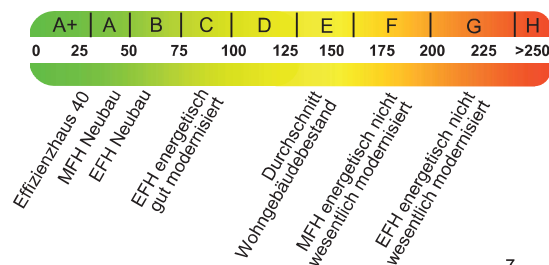 A+ A B C D E F G H
0 25 50 75 100 125 150 175 200 225 >250
Effizienzhaus 40
MFH Neubau
EFH Neubau
EFH energetisch
gut modernisiert
Durchschnitt
Wohngebäudebestand
MFH energetisch nicht
wesentlich modernisiert
EFH energetisch nicht
wesentlich modernisiert